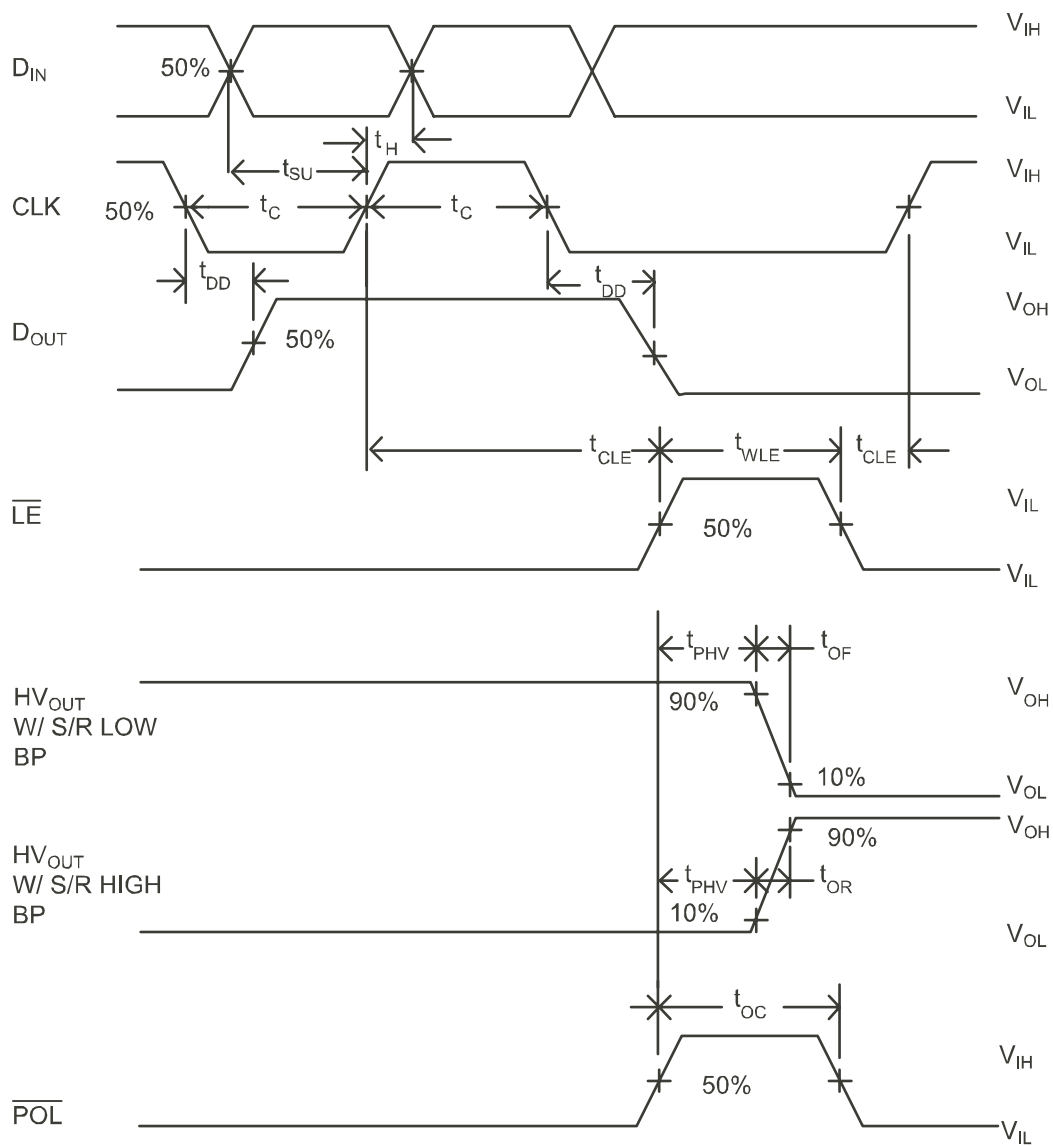 V_IH
D_IN
50%
V_IL
t_H
t_SU
V_IH
CLK
50%
t_C
t_C
V_IL
t_DD
t_DD
V_OH
D_OUT
50%
V_OL
t_CLE
t_WLE
t_CLE
L̅E̅
V_IL
50%
V_IL
t_PHV
t_OF
HV_OUT
W/ S/R LOW
BP
90%
V_OH
10%
V_OL
V_OH
HV_OUT
W/ S/R HIGH
BP
90%
t_PHV
t_OR
10%
V_OL
t_OC
V_IH
50%
P̅O̅L̅
V_IL